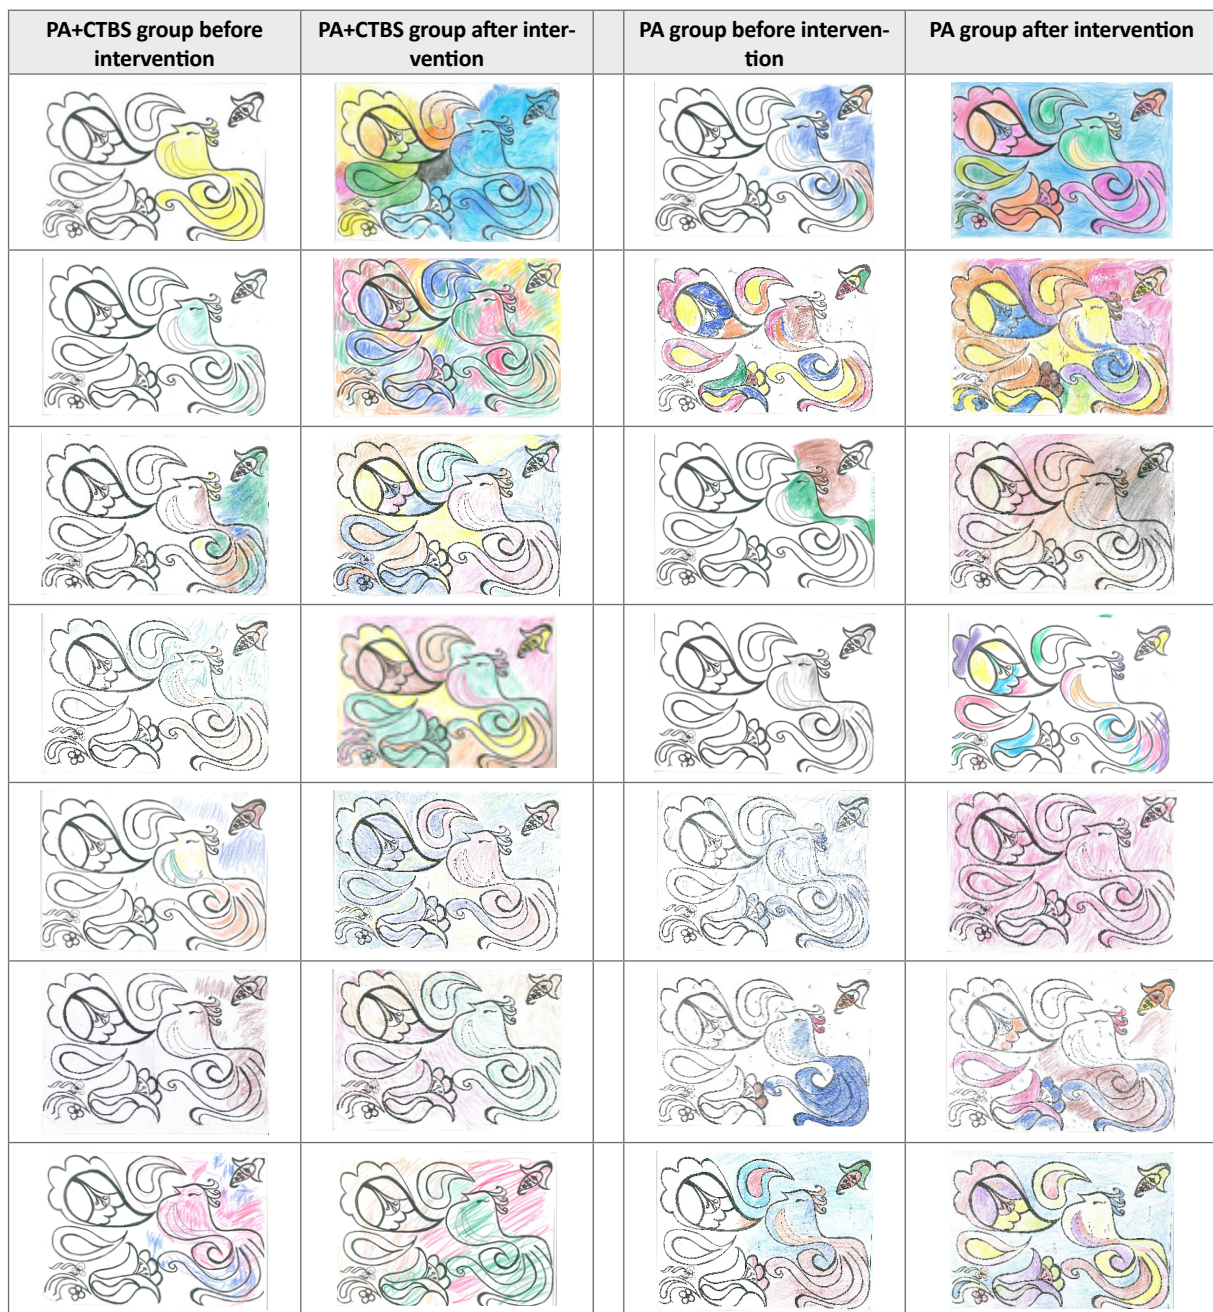 PA+CTBS group before
intervention
PA+CTBS group after inter-
vention
PA group before interven-
tion
PA group after intervention